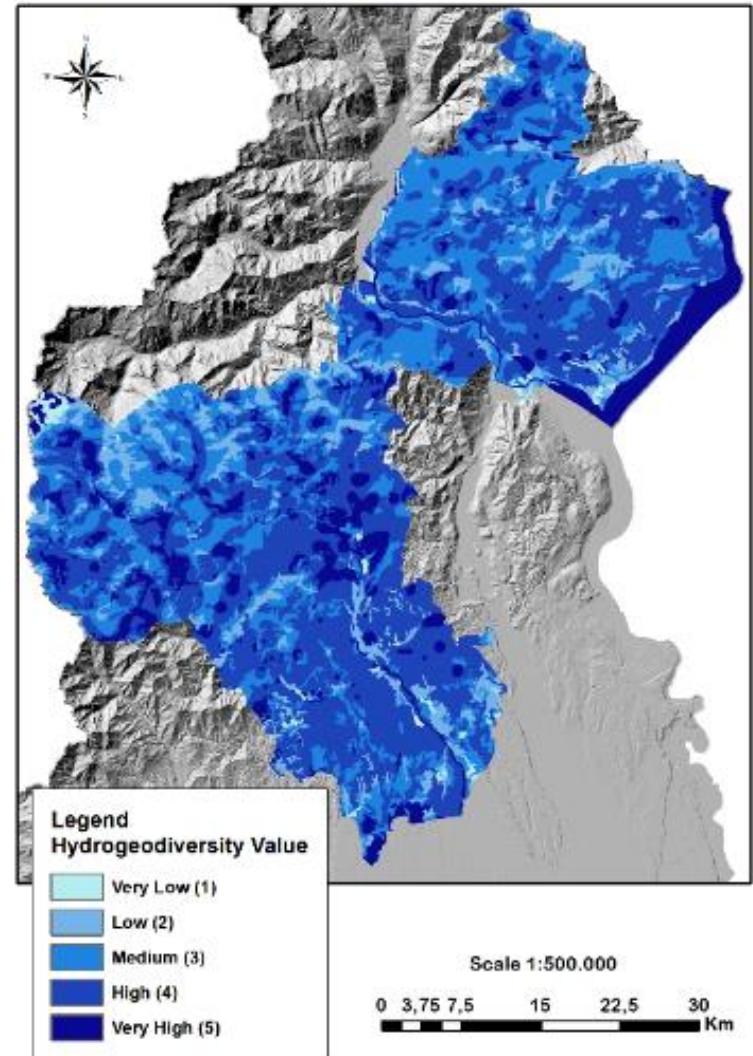 N
W E
S
Legend
Hydrogeodiversity Value
Very Low (1)
Low (2)
Medium (3)
High (4)
Very High (5)
Scale 1:500.000
0 3,75 7,5 15 22,5 30
Km